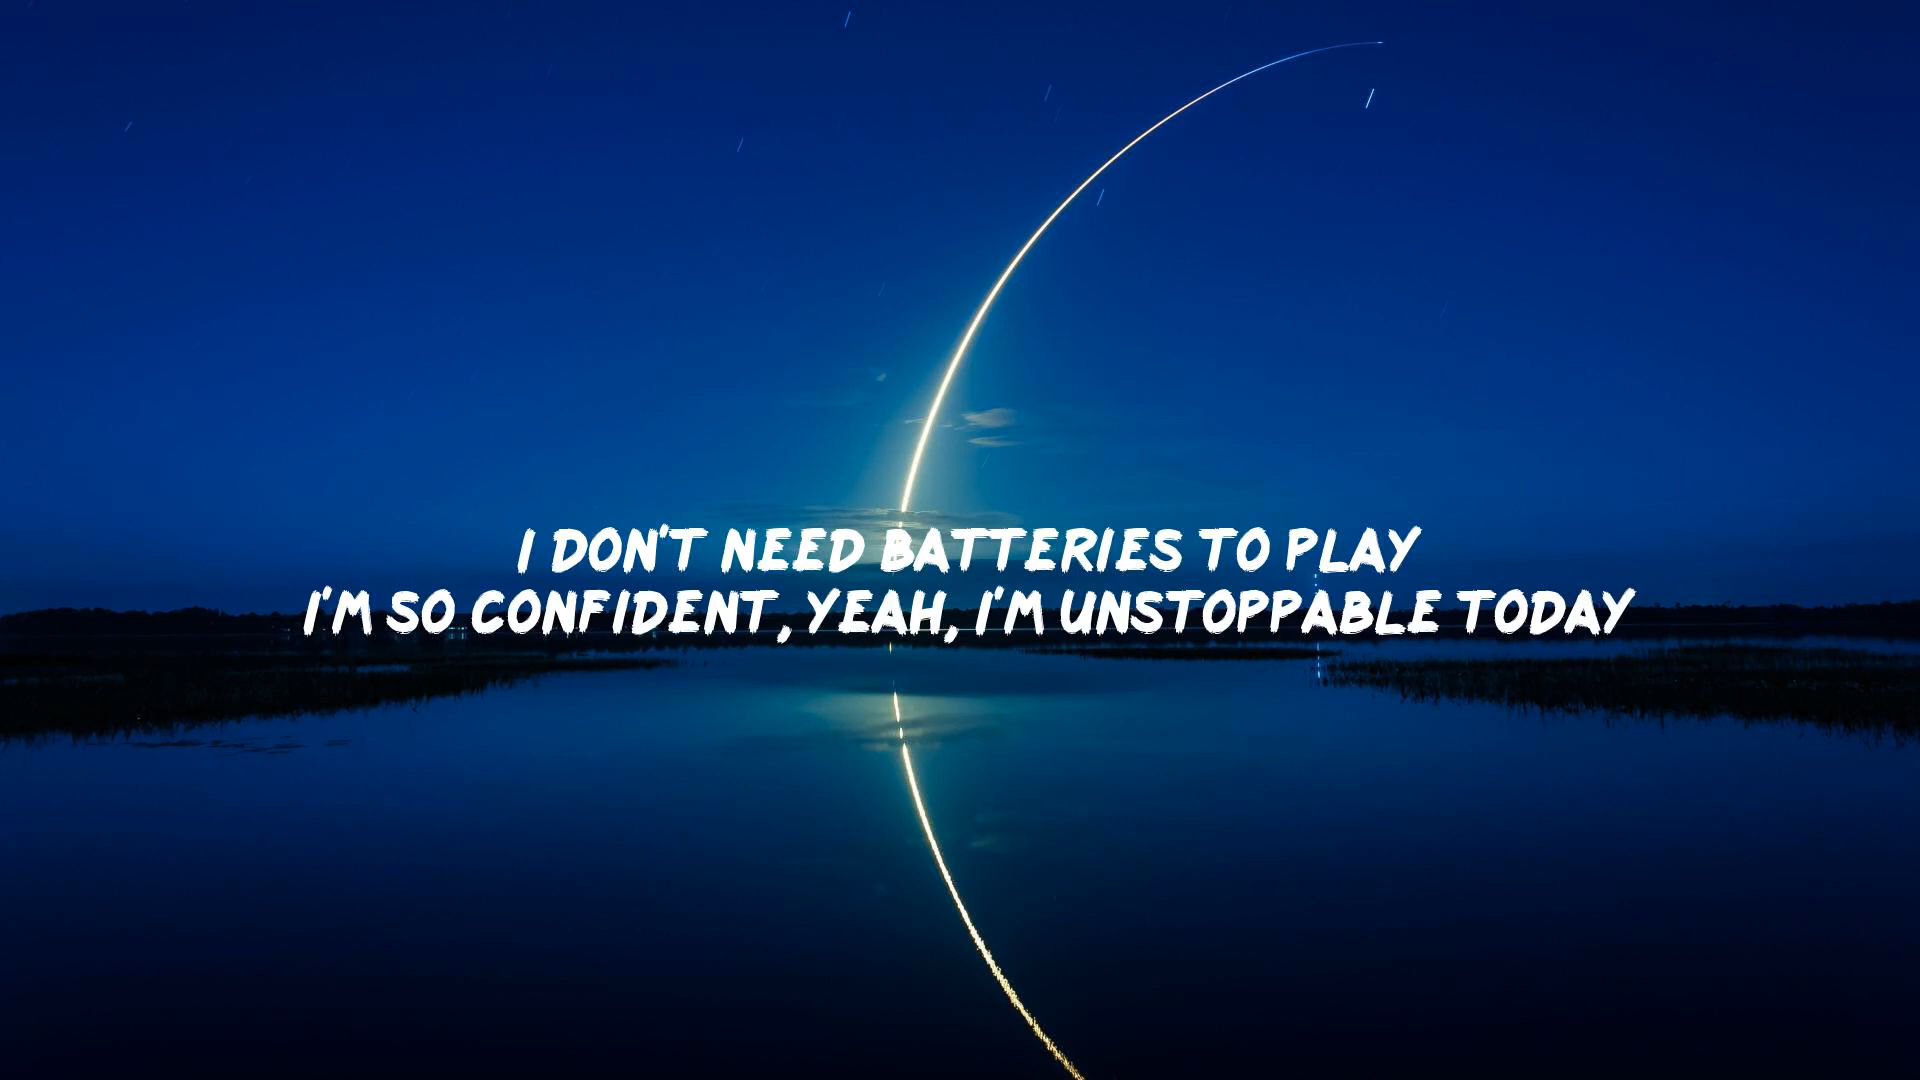 I DON'T NEED BATTERIES TO PLAY
I'M SO CONFIDENT, YEAH, I'M UNSTOPPABLE TODAY